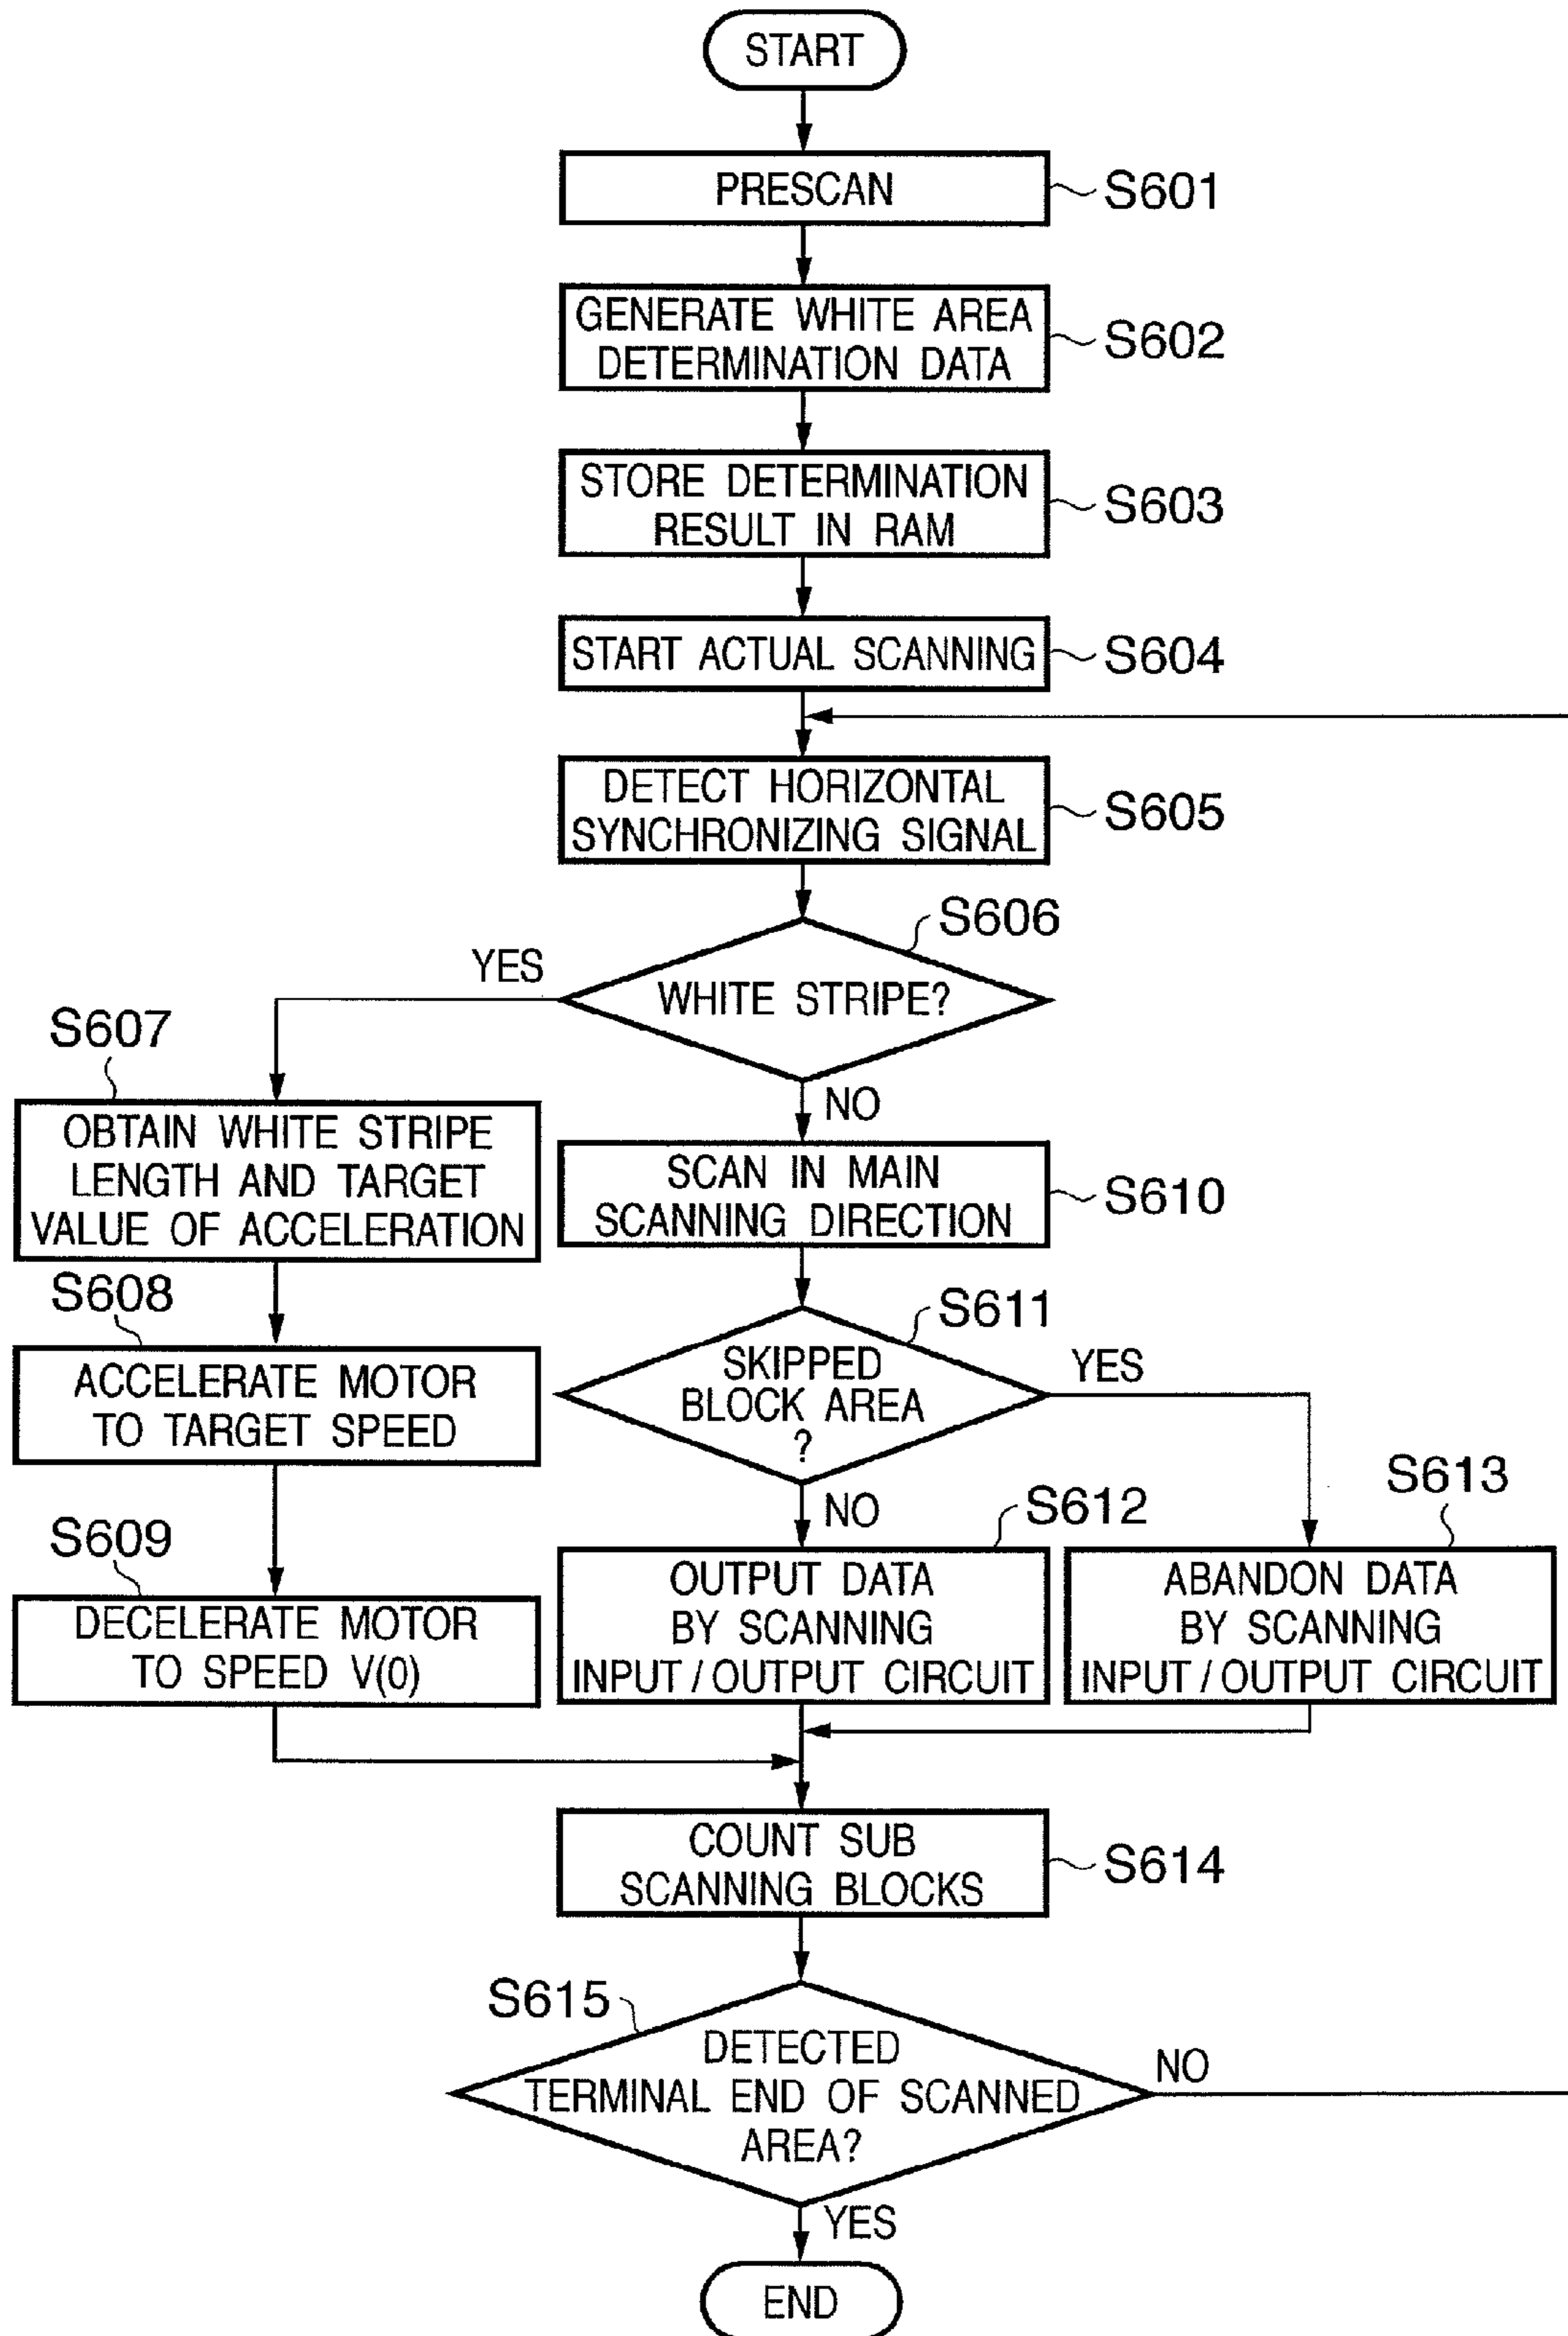 START
PRESCAN
S601
GENERATE WHITE AREA
DETERMINATION DATA
S602
STORE DETERMINATION
RESULT IN RAM
S603
START ACTUAL SCANNING
S604
DETECT HORIZONTAL
SYNCHRONIZING SIGNAL
S605
S606
WHITE STRIPE?
YES
NO
S607
OBTAIN WHITE STRIPE
LENGTH AND TARGET
VALUE OF ACCELERATION
S608
ACCELERATE MOTOR
TO TARGET SPEED
S609
DECELERATE MOTOR
TO SPEED V(0)
SCAN IN MAIN
SCANNING DIRECTION
S610
S611
SKIPPED
BLOCK AREA
?
YES
NO
S612
OUTPUT DATA
BY SCANNING
INPUT / OUTPUT CIRCUIT
S613
ABANDON DATA
BY SCANNING
INPUT / OUTPUT CIRCUIT
COUNT SUB
SCANNING BLOCKS
S614
S615
DETECTED
TERMINAL END OF SCANNED
AREA?
NO
YES
END